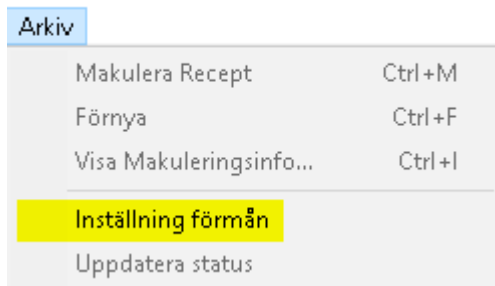 Arkiv
Makulera Recept Ctrl+M
Förnya Ctrl+F
Visa Makuleringsinfo... Ctrl+I
Inställning förmån
Uppdatera status